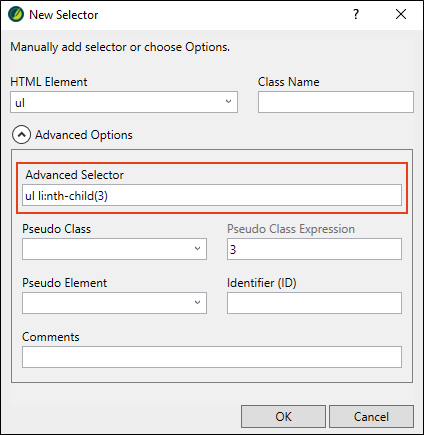 New Selector
Manually add selector or choose Options.
HTML Element Class Name
ul
Advanced Options
Advanced Selector
ul li:nth-child(3)
Pseudo Class Pseudo Class Expression
3
Pseudo Element Identifier (ID)
Comments
OK Cancel